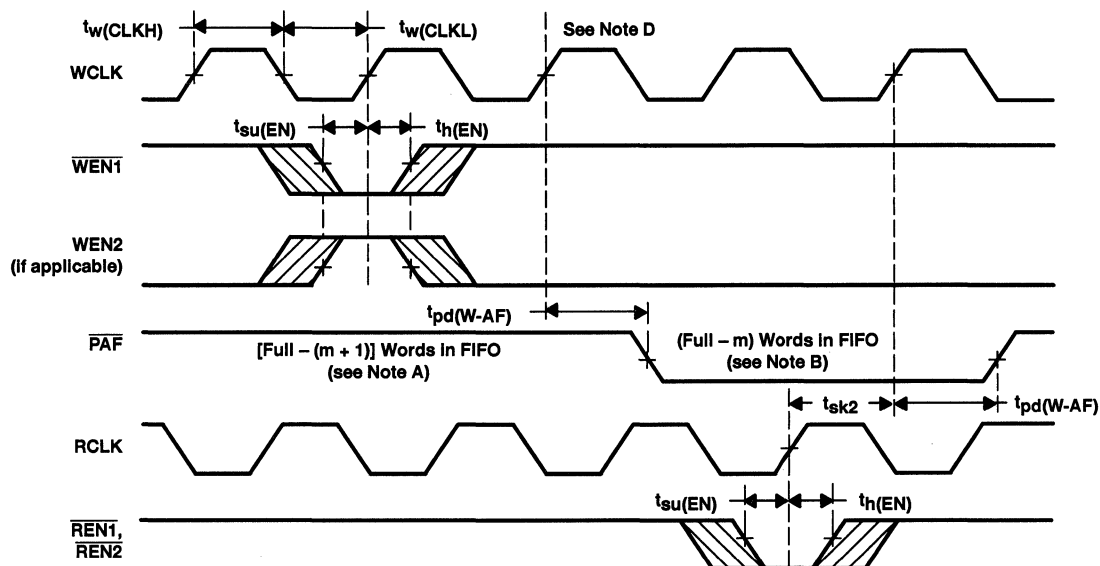 tw(CLKH)
tw(CLKL)
See Note D
WCLK
tsu(EN)
th(EN)
WEN1
WEN2
(if applicable)
tpd(W-AF)
PAF
[Full – (m + 1)] Words in FIFO
(see Note A)
(Full – m) Words in FIFO
(see Note B)
tsk2
tpd(W-AF)
RCLK
tsu(EN)
th(EN)
REN1,
REN2